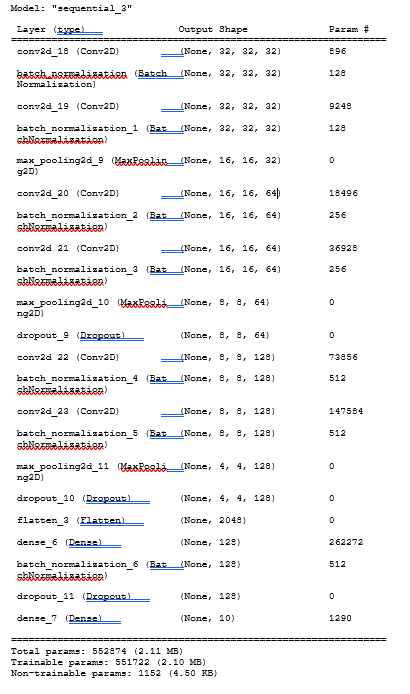 Model: "sequential_3"
Layer (type) Output Shape Param #
conv2d_18 (Conv2D) (None, 32, 32, 32) 896
batch_normalization (Batch (None, 32, 32, 32) 128
Normalization)
conv2d_19 (Conv2D) (None, 32, 32, 32) 9248
batch_normalization_1 (Bat (None, 32, 32, 32) 128
chNormalization)
max_pooling2d_9 (MaxPoolin (None, 16, 16, 32) 0
g2D)
conv2d_20 (Conv2D) (None, 16, 16, 64) 18496
batch_normalization_2 (Bat (None, 16, 16, 64) 256
chNormalization)
conv2d_21 (Conv2D) (None, 16, 16, 64) 36928
batch_normalization_3 (Bat (None, 16, 16, 64) 256
chNormalization)
max_pooling2d_10 (MaxPooli (None, 8, 8, 64) 0
ng2D)
dropout_9 (Dropout) (None, 8, 8, 64) 0
conv2d_22 (Conv2D) (None, 8, 8, 128) 73856
batch_normalization_4 (Bat (None, 8, 8, 128) 512
chNormalization)
conv2d_23 (Conv2D) (None, 8, 8, 128) 147584
batch_normalization_5 (Bat (None, 8, 8, 128) 512
chNormalization)
max_pooling2d_11 (MaxPooli (None, 4, 4, 128) 0
ng2D)
dropout_10 (Dropout) (None, 4, 4, 128) 0
flatten_3 (Flatten) (None, 2048) 0
dense_6 (Dense) (None, 128) 262272
batch_normalization_6 (Bat (None, 128) 512
chNormalization)
dropout_11 (Dropout) (None, 128) 0
dense_7 (Dense) (None, 10) 1290
Total params: 552874 (2.11 MB)
Trainable params: 551722 (2.10 MB)
Non-trainable params: 1152 (4.50 KB)